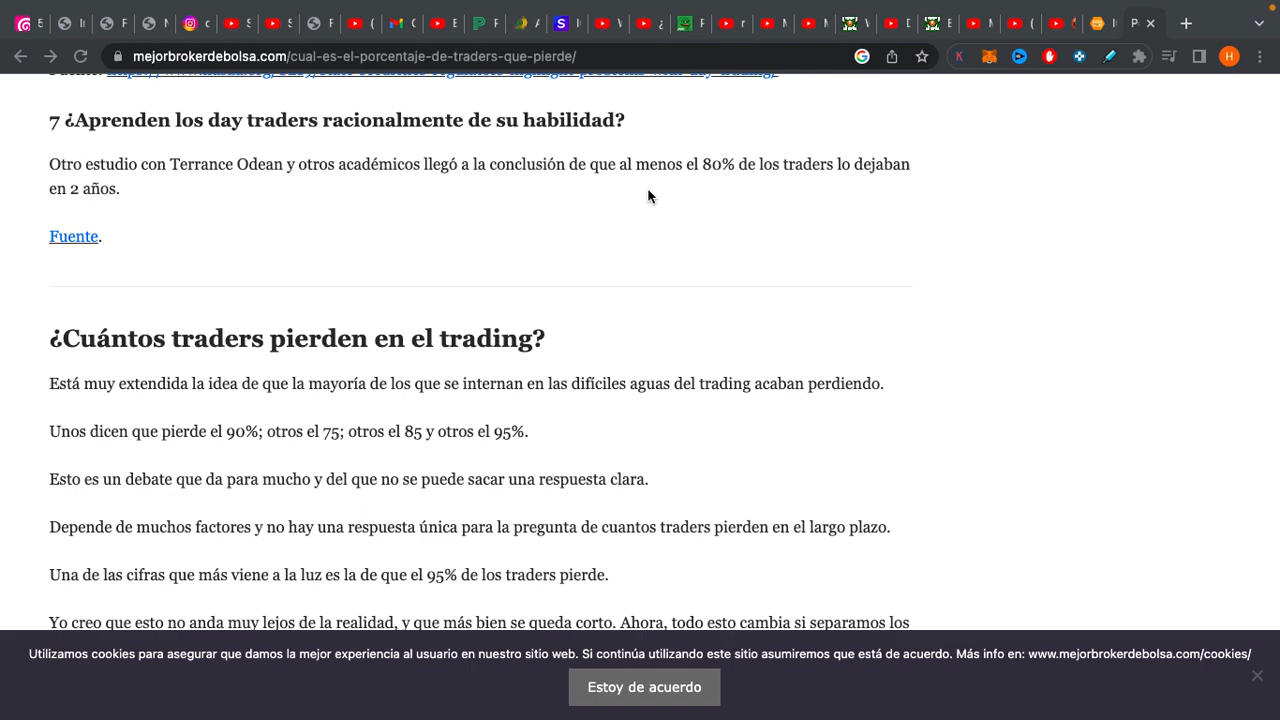 mejorbrokerdebolsa.com/cual-es-el-porcentaje-de-traders-que-pierde/
7 ¿Aprenden los day traders racionalmente de su habilidad?
Otro estudio con Terrance Odean y otros académicos llegó a la conclusión de que al menos el 80% de los traders lo dejaban
en 2 años.
Fuente.
¿Cuántos traders pierden en el trading?
Está muy extendida la idea de que la mayoría de los que se internan en las difíciles aguas del trading acaban perdiendo.
Unos dicen que pierde el 90%; otros el 75; otros el 85 y otros el 95%.
Esto es un debate que da para mucho y del que no se puede sacar una respuesta clara.
Depende de muchos factores y no hay una respuesta única para la pregunta de cuantos traders pierden en el largo plazo.
Una de las cifras que más viene a la luz es la de que el 95% de los traders pierde.
Yo creo que esto no anda muy lejos de la realidad, y que más bien se queda corto. Ahora, todo esto cambia si separamos los
Utilizamos cookies para asegurar que damos la mejor experiencia al usuario en nuestro sitio web. Si continúa utilizando este sitio asumiremos que está de acuerdo. Más info en: www.mejorbrokerdebolsa.com/cookies/
Estoy de acuerdo